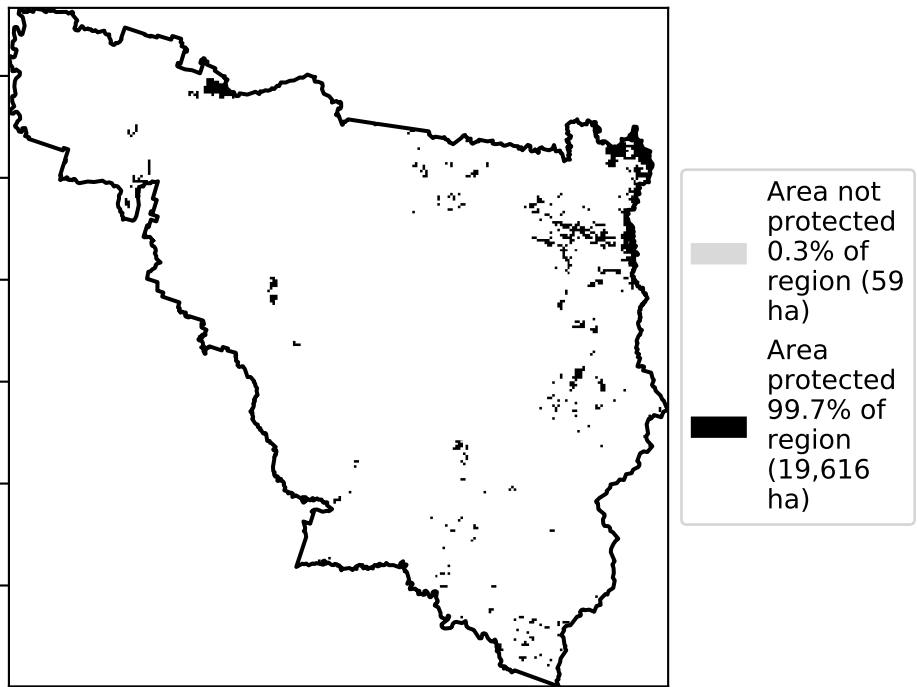 Area not
protected
0.3% of
region (59
ha)
Area
protected
99.7% of
region
(19,616
ha)